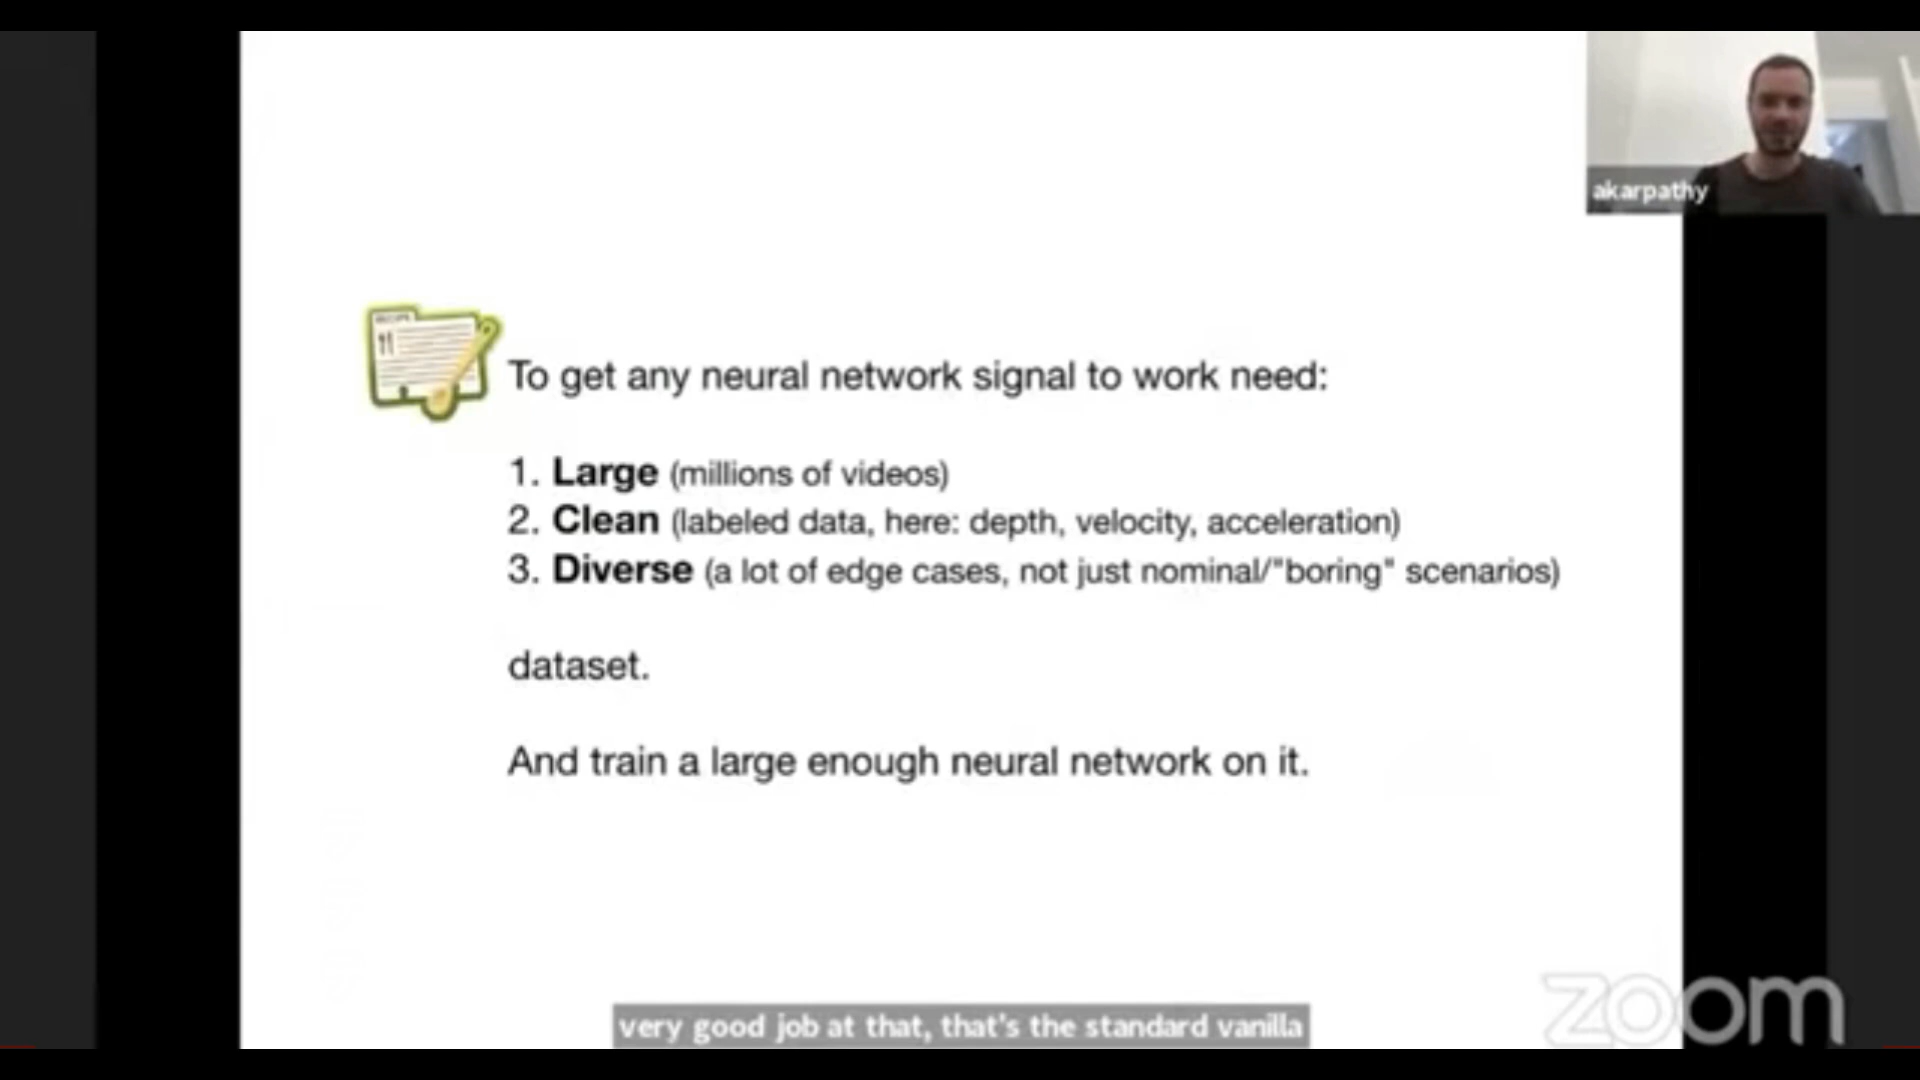 akarpathy
To get any neural network signal to work need:
1. Large (millions of videos)
2. Clean (labeled data, here: depth, velocity, acceleration)
3. Diverse (a lot of edge cases, not just nominal/"boring" scenarios)
dataset.
And train a large enough neural network on it.
very good job at that, that's the standard vanilla
zoom